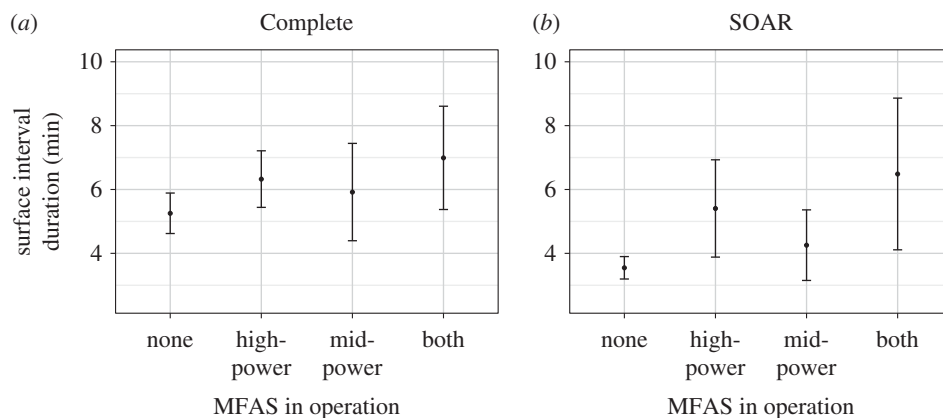 (a) Complete
surface interval
duration (min)
10
8
6
4
none high- mid- both
power power
MFAS in operation
(b) SOAR
10
8
6
4
none high- mid- both
power power
MFAS in operation